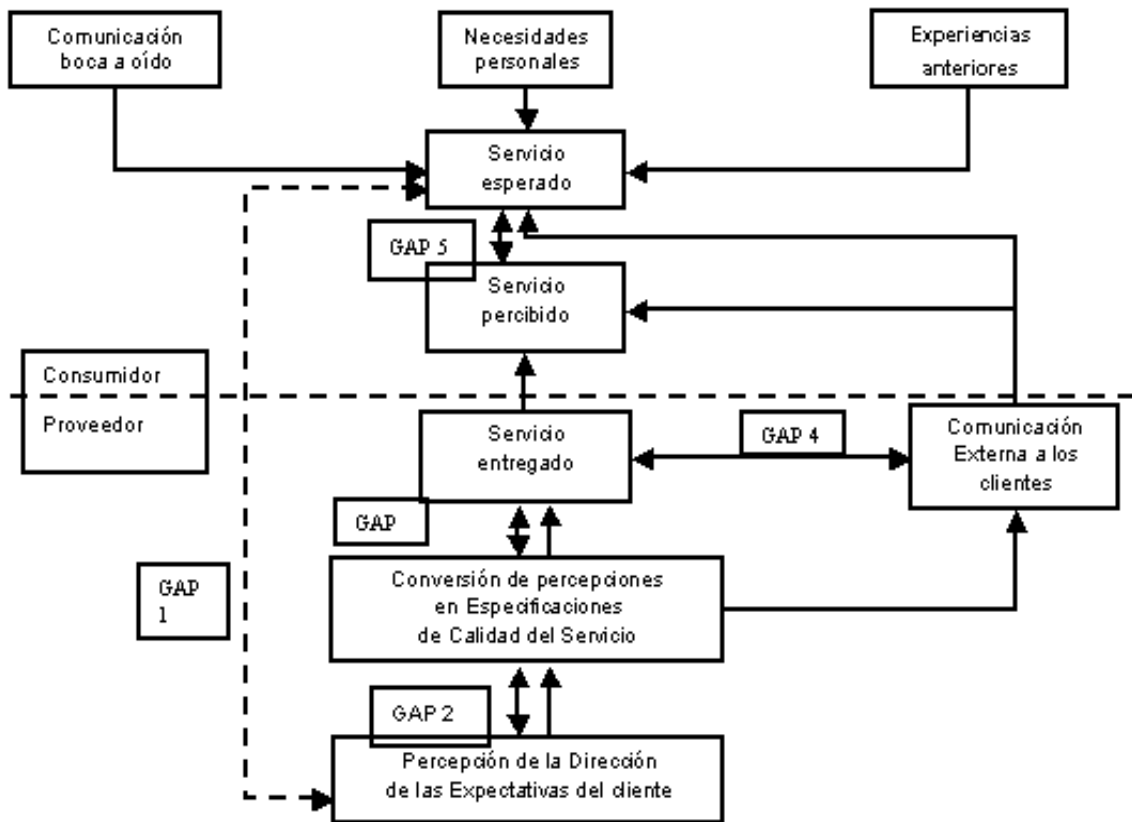 Comunicación
boca a oído
Necesidades
personales
Experiencias
anteriores
Servicio
esperado
GAP 5
Servicio
percibido
Consumidor
Proveedor
Servicio
entregado
GAP 4
Comunicación
Externa a los
clientes
GAP
Conversión de percepciones
en Especificaciones
de Calidad del Servicio
GAP
1
GAP 2
Percepción de la Dirección
de las Expectativas del cliente